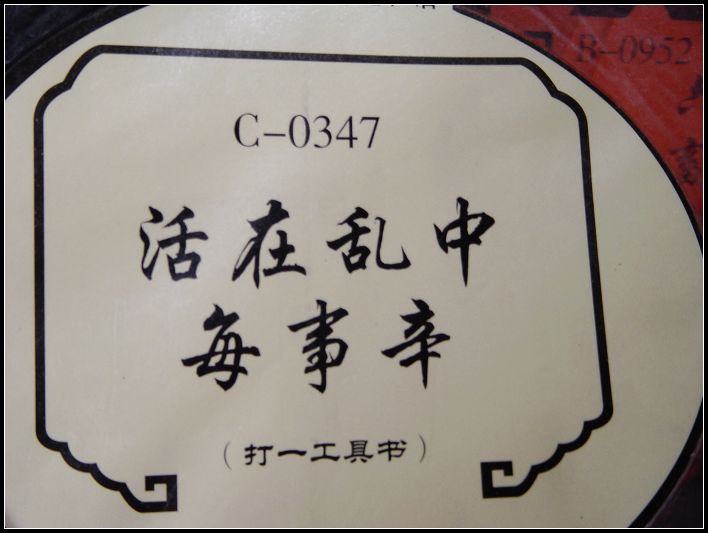 B-0952
C-0347
活在乱中
每事辛
（打一工具书）